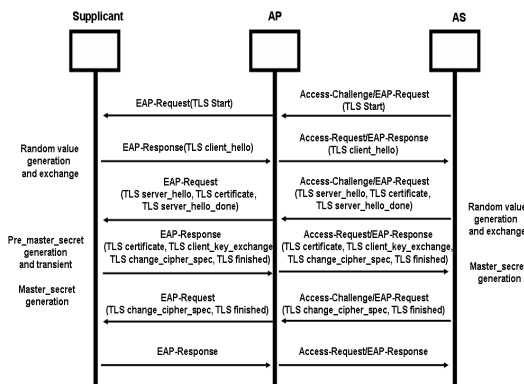 Supplicant
AP
AS
EAP-Request(TLS Start)
Access-Challenge/EAP-Request
(TLS Start)
Random value
generation
and exchange
EAP-Response(TLS client_hello)
Access-Request/EAP-Response
(TLS client_hello)
EAP-Request
(TLS server_hello, TLS certificate,
TLS server_hello_done)
Access-Challenge/EAP-Request
(TLS server_hello, TLS certificate,
TLS server_hello_done)
Random value
generation
and exchange
Pre_master_secret
generation
and transient
EAP-Response
(TLS certificate, TLS client_key_exchange,
TLS change_cipher_spec, TLS finished)
Access-Request/EAP-Response
(TLS certificate, TLS client_key_exchange,
TLS change_cipher_spec, TLS finished)
Master_secret
generation
Master_secret
generation
EAP-Request
(TLS change_cipher_spec, TLS finished)
Access-Challenge/EAP-Request
(TLS change_cipher_spec, TLS finished)
EAP-Response
Access-Request/EAP-Response